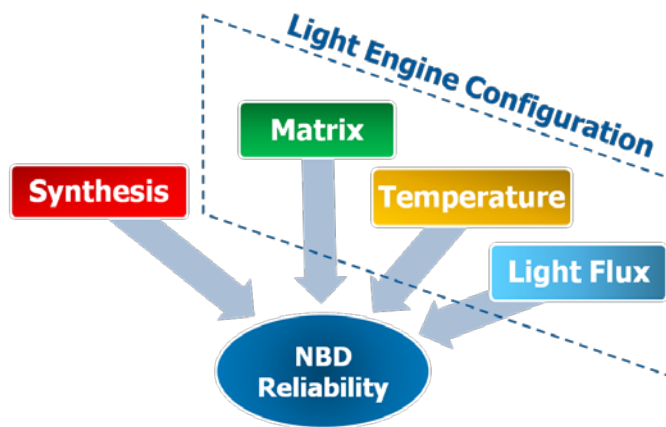 Light Engine Configuration
Matrix
Synthesis
Temperature
Light Flux
NBD
Reliability